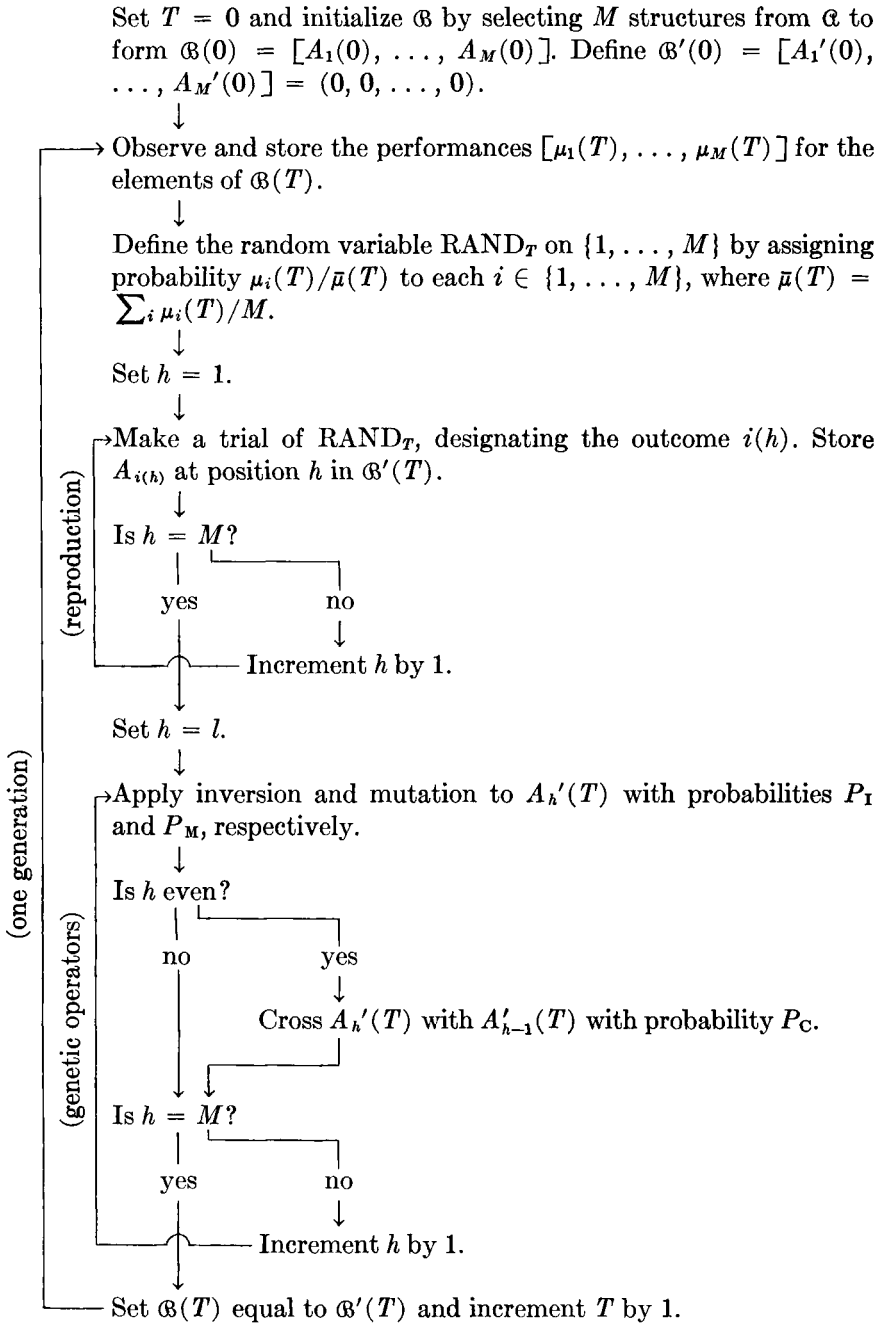 Set T = 0 and initialize ℬ by selecting M structures from 𝒜 to
form ℬ(0) = [A₁(0), ..., A_M(0)]. Define ℬ'(0) = [A₁'(0),
..., A_M'(0)] = (0, 0, ..., 0).
Observe and store the performances [μ₁(T), ..., μ_M(T)] for the
elements of ℬ(T).
Define the random variable RAND_T on {1, ..., M} by assigning
probability μᵢ(T)/μ̄(T) to each i ∈ {1, ..., M}, where μ̄(T) =
∑ᵢ μᵢ(T)/M.
Set h = 1.
Make a trial of RAND_T, designating the outcome i(h). Store
A_i(h) at position h in ℬ'(T).
Is h = M?
yes no
(reproduction)
Increment h by 1.
Set h = l.
Apply inversion and mutation to A_h'(T) with probabilities P_I
and P_M, respectively.
Is h even?
no yes
Cross A_h'(T) with A'_h−1(T) with probability P_C.
(genetic operators)
(one generation)
Is h = M?
yes no
Increment h by 1.
Set ℬ(T) equal to ℬ'(T) and increment T by 1.